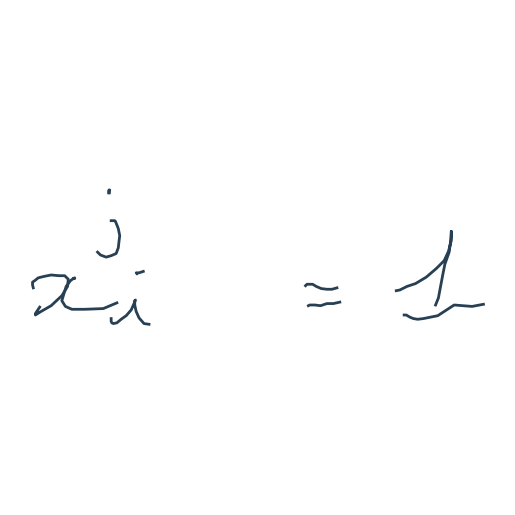 x_i^j = 1